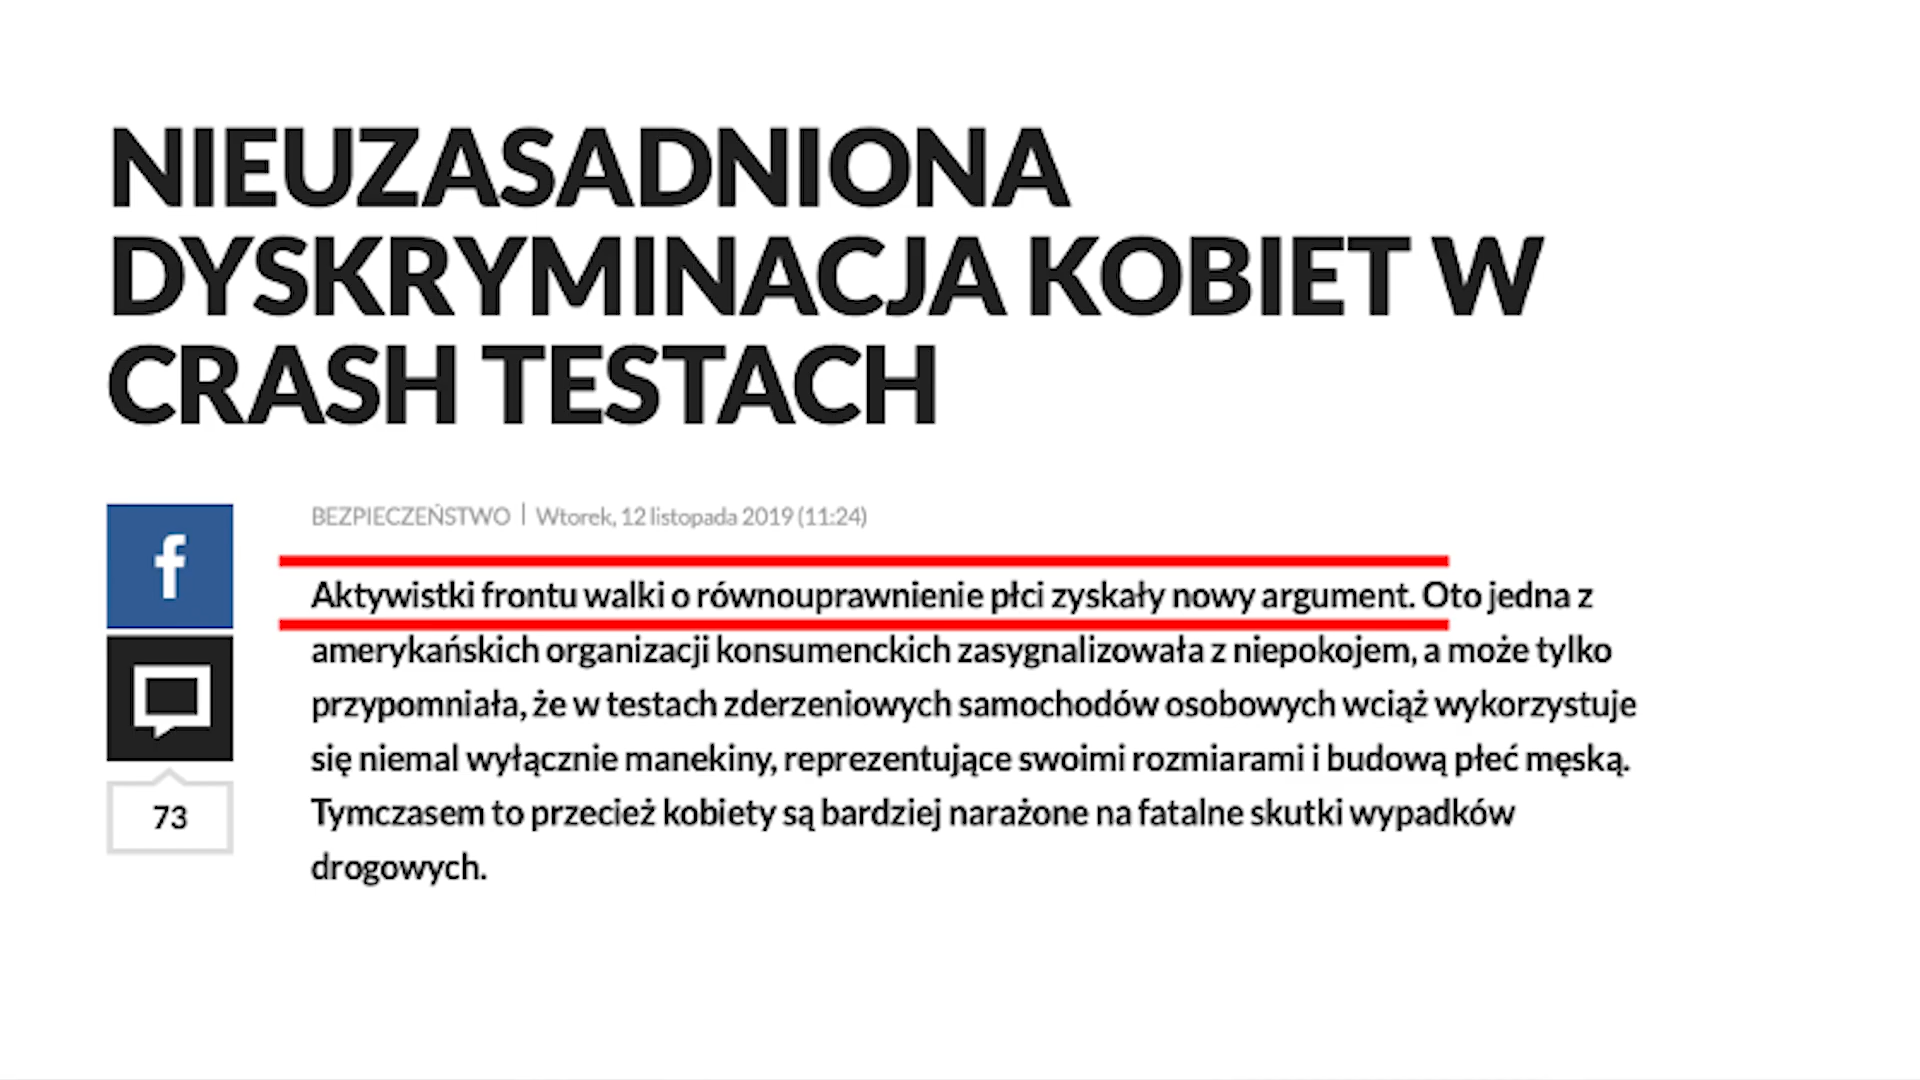 NIEUZASADNIONA
DYSKRYMINACJA KOBIET W
CRASH TESTACH
BEZPIECZEŃSTWO | Wtorek, 12 listopada 2019 (11:24)
Aktywistki frontu walki o równouprawnienie płci zyskały nowy argument. Oto jedna z
amerykańskich organizacji konsumenckich zasygnalizowała z niepokojem, a może tylko
przypomniała, że w testach zderzeniowych samochodów osobowych wciąż wykorzystuje
się niemal wyłącznie manekiny, reprezentujące swoimi rozmiarami i budową płeć męską.
Tymczasem to przecież kobiety są bardziej narażone na fatalne skutki wypadków
drogowych.
f
73